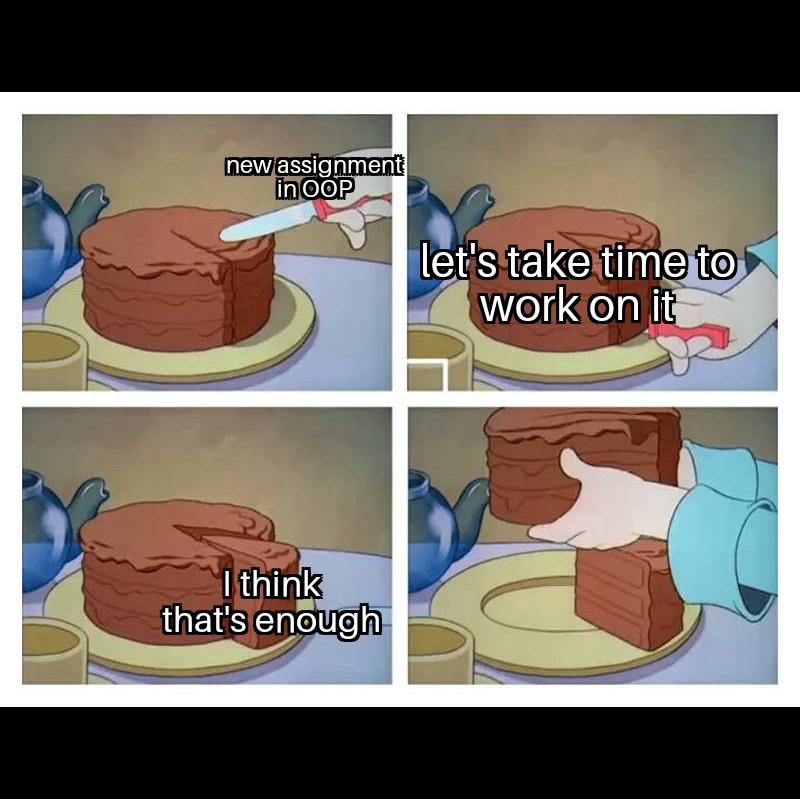 new assignment
in OOP
let's take time to
work on it
I think
that's enough